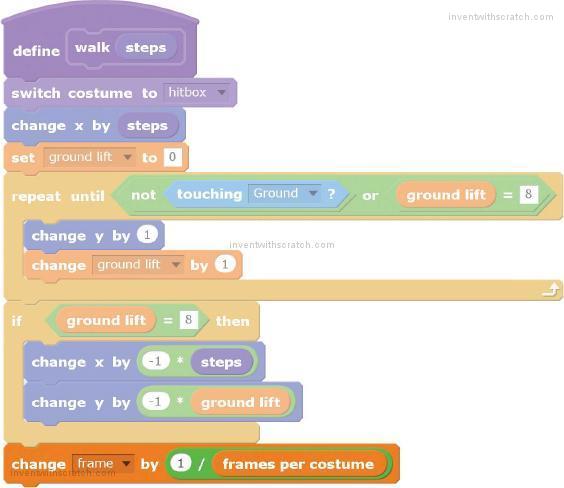 inventwithscratch.com
define walk steps
switch costume to hitbox
change x by steps
set ground lift to 0
repeat until not touching Ground ? or ground lift = 8
change y by 1
inventwithscratch.com
change ground lift by 1
if ground lift = 8 then
change x by -1 * steps
change y by -1 * ground lift
change frame by 1 / frames per costume
inventwithscratch.com